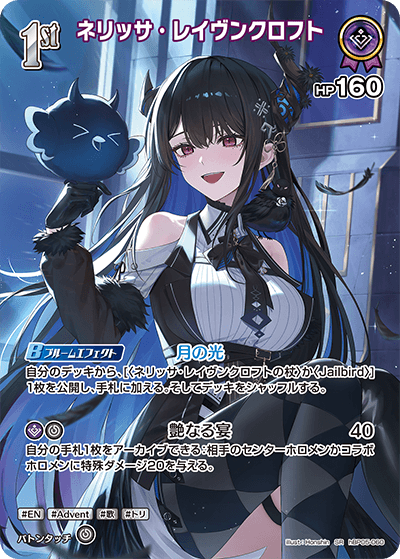 1st
ネリッサ・レイヴンクロフト
HP160
Bブルームエフェクト 月の光
自分のデッキから、[〈ネリッサ・レイヴンクロフトの杖〉か〈Jailbird〉]
1枚を公開し、手札に加える。そしてデッキをシャッフルする。
艶なる宴 40
自分の手札1枚をアーカイブできる:相手のセンターホロメンかコラボ
ホロメンに特殊ダメージ20を与える。
#EN #Advent #歌 #トリ
バトンタッチ
illust: Monshin SR hBP05-060